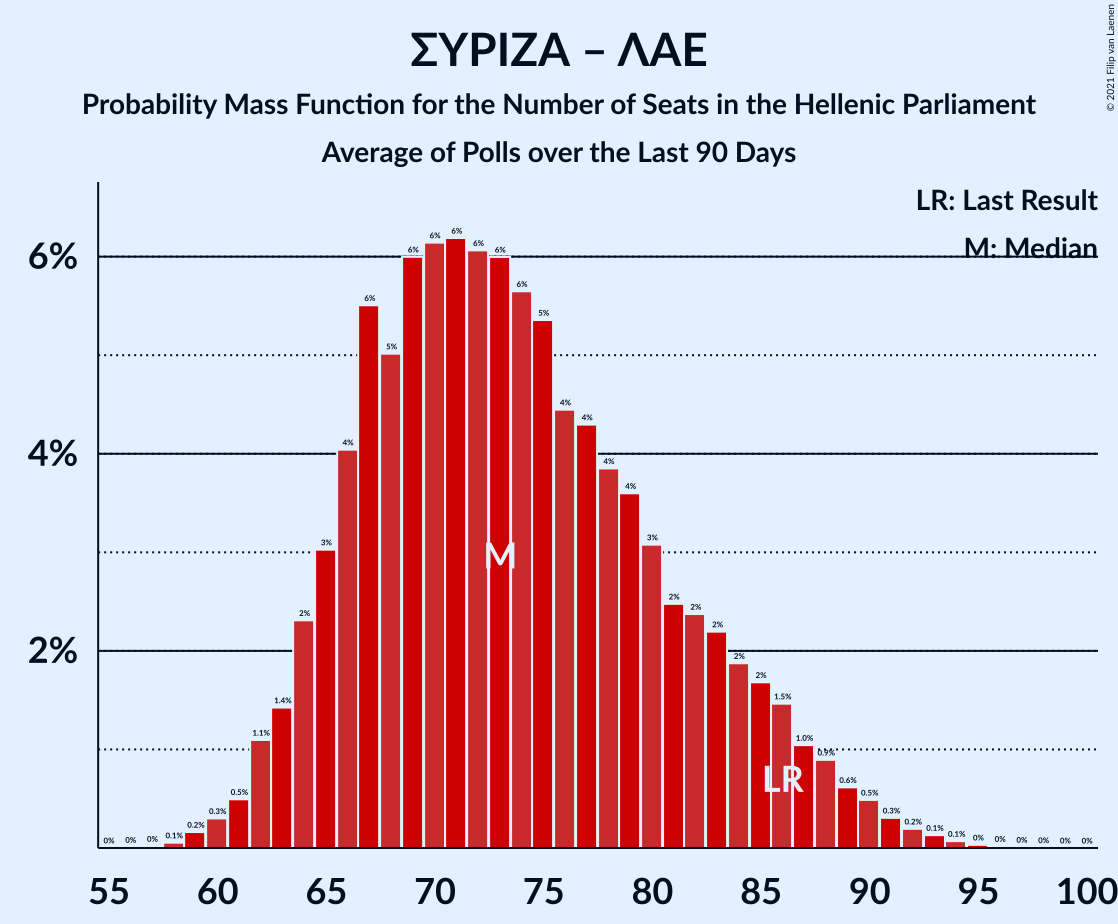 ΣΥΡΙΖΑ – ΛΑΕ
Probability Mass Function for the Number of Seats in the Hellenic Parliament
Average of Polls over the Last 90 Days
© 2021 Filip van Laenen
LR: Last Result
M: Median
6%
4%
2%
0% 0% 0% 0.1% 0.2% 0.3% 0.5% 1.1% 1.4% 2% 3% 4% 6% 5% 6% 6% 6% 6% 6% 6% 5% 4% 4% 4% 4% 3% 2% 2% 2% 2% 2% 1.5% 1.0% 0.9% 0.6% 0.5% 0.3% 0.2% 0.1% 0.1% 0% 0% 0% 0% 0% 0%
M
LR
55 60 65 70 75 80 85 90 95 100